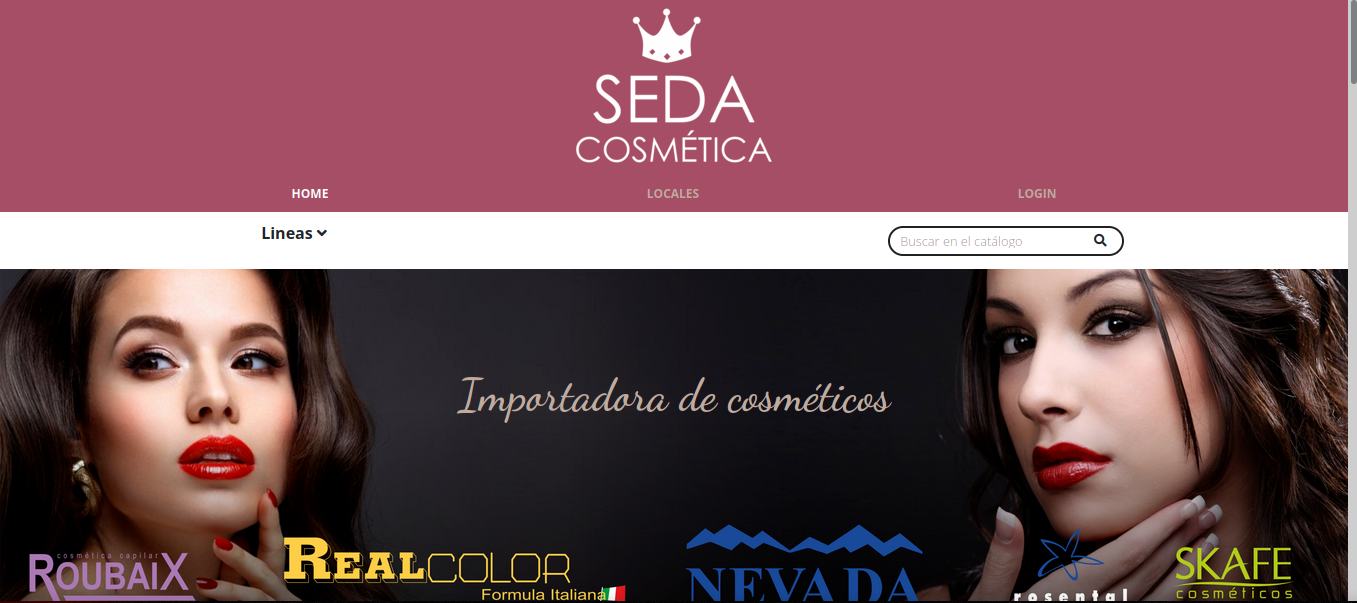 SEDA
COSMÉTICA
HOME LOCALES LOGIN
Lineas
Buscar en el catálogo
Importadora de cosméticos
cosmética capilar
ROUBAIX
REALCOLOR
Formula Italiana
NEVADA
rosental
SKAFE
cosméticos